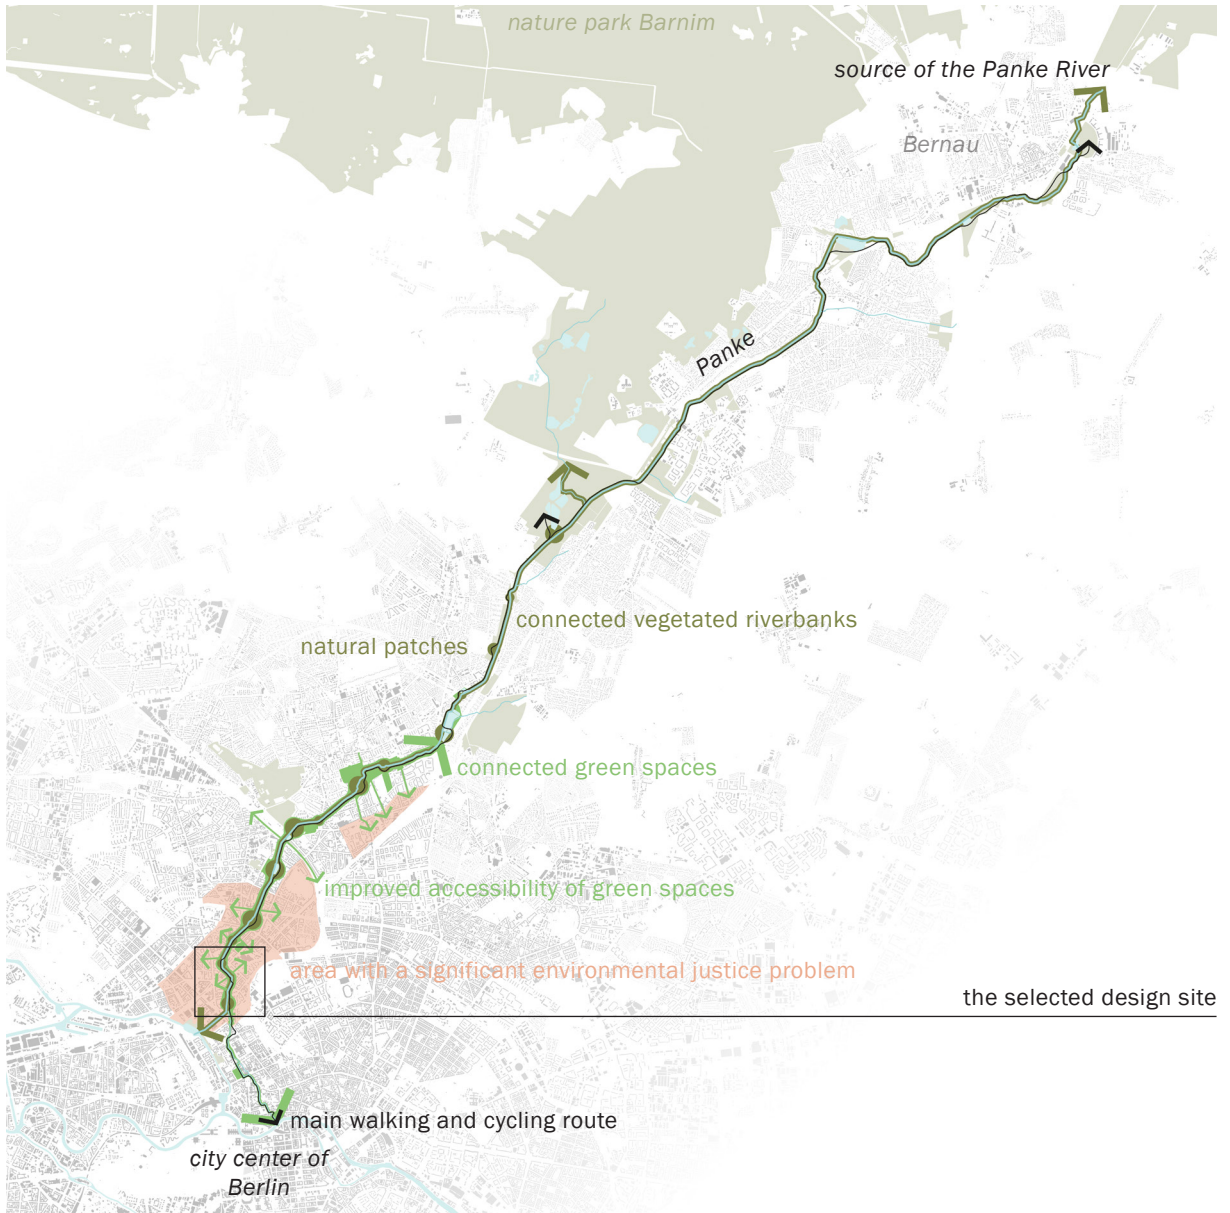 nature park Barnim
source of the Panke River
Bernau
Panke
connected vegetated riverbanks
natural patches
connected green spaces
improved accessibility of green spaces
area with a significant environmental justice problem
the selected design site
main walking and cycling route
city center of
Berlin